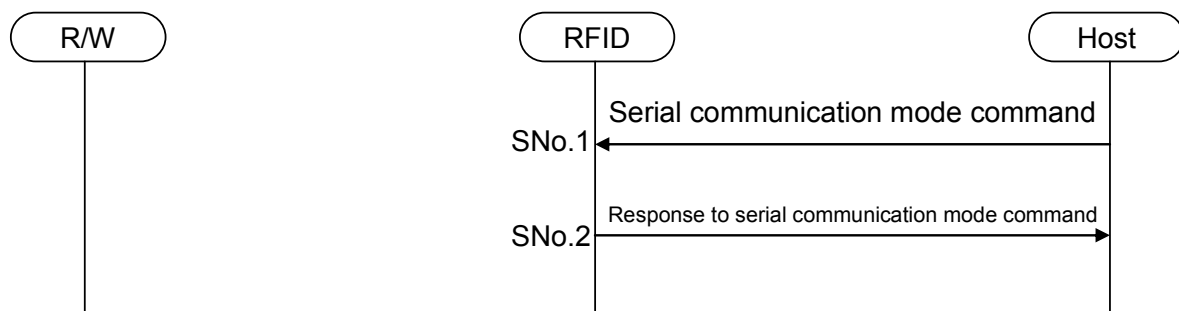 R/W
RFID
Host
Serial communication mode command
SNo.1
Response to serial communication mode command
SNo.2